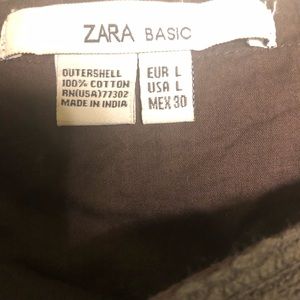 ZARA BASIC
OUTERSHELL
100% COTTON
RN(USA)77302
MADE IN INDIA
EUR L
USA L
MEX 30